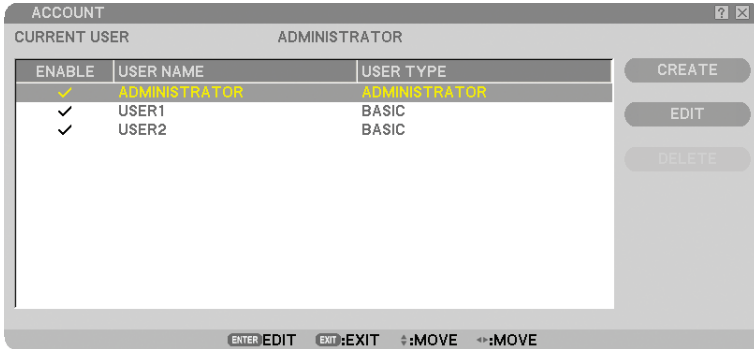 ACCOUNT
CURRENT USER ADMINISTRATOR
ENABLE USER NAME USER TYPE
ADMINISTRATOR ADMINISTRATOR
USER1 BASIC
USER2 BASIC
CREATE
EDIT
DELETE
ENTER EDIT EXIT :EXIT :MOVE :MOVE